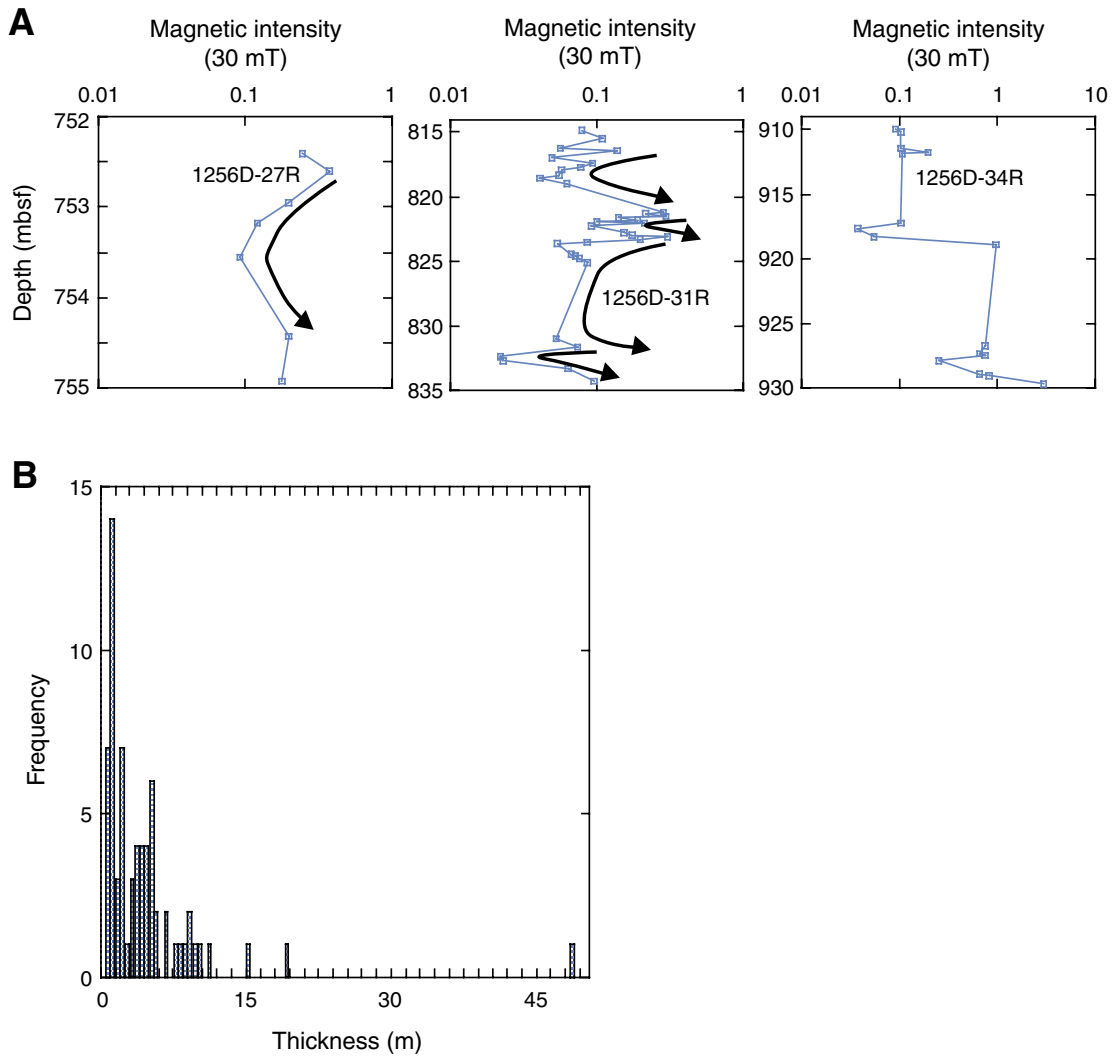 A
Magnetic intensity
(30 mT)
Magnetic intensity
(30 mT)
Magnetic intensity
(30 mT)
0.01 0.1 1
0.01 0.1 1
0.01 0.1 1 10
Depth (mbsf)
752
753
754
755
1256D-27R
815
820
825
830
835
1256D-31R
910
915
920
925
930
1256D-34R
B
Frequency
15
10
5
0
0 15 30 45
Thickness (m)